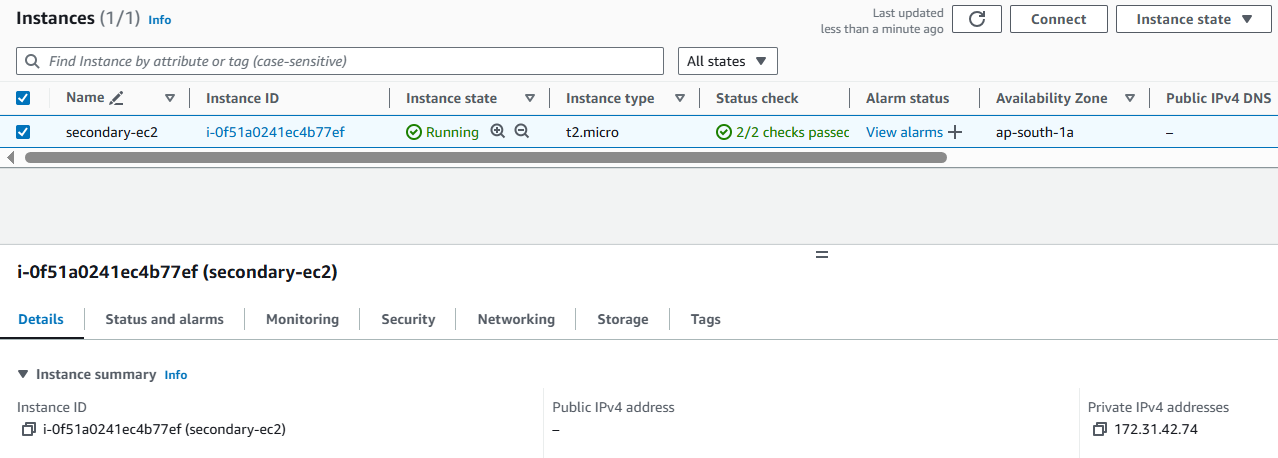 Instances (1/1) Info
Last updated
less than a minute ago
Connect
Instance state
Find Instance by attribute or tag (case-sensitive)
All states
Name Instance ID Instance state Instance type Status check Alarm status Availability Zone Public IPv4 DNS
secondary-ec2 i-0f51a0241ec4b77ef Running t2.micro 2/2 checks passec View alarms + ap-south-1a –
i-0f51a0241ec4b77ef (secondary-ec2)
Details Status and alarms Monitoring Security Networking Storage Tags
Instance summary Info
Instance ID Public IPv4 address Private IPv4 addresses
i-0f51a0241ec4b77ef (secondary-ec2) – 172.31.42.74